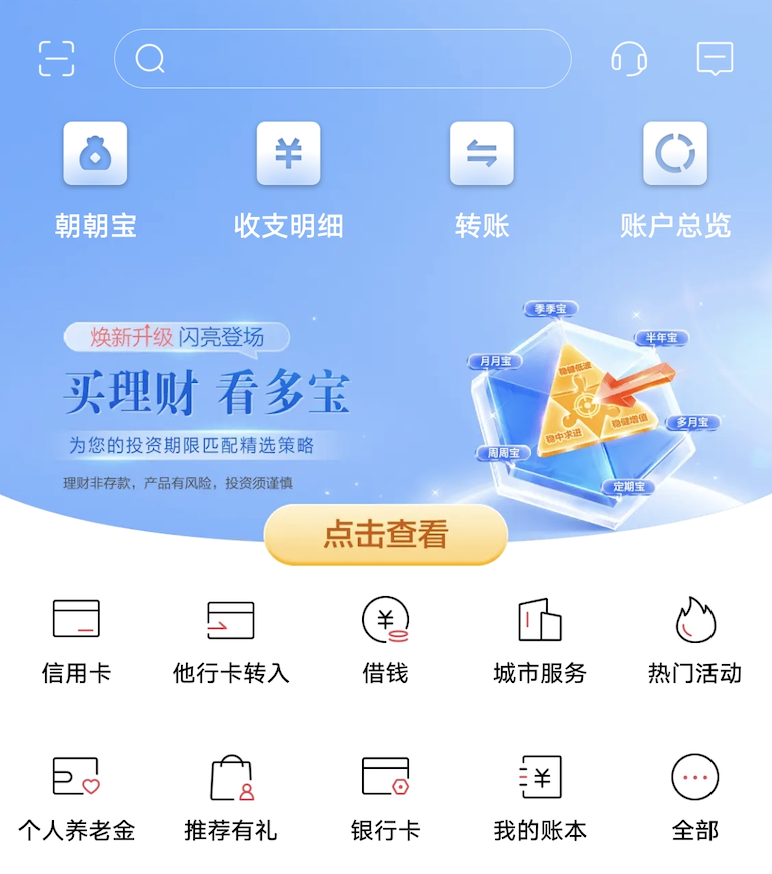 朝朝宝
收支明细
转账
账户总览
焕新升级 闪亮登场
买理财 看多宝
为您的投资期限匹配精选策略
理财非存款，产品有风险，投资须谨慎
季季宝
半年宝
月月宝
稳健低波
多月宝
稳健增值
稳中求进
周周宝
定期宝
点击查看
信用卡
他行卡转入
借钱
城市服务
热门活动
个人养老金
推荐有礼
银行卡
我的账本
全部